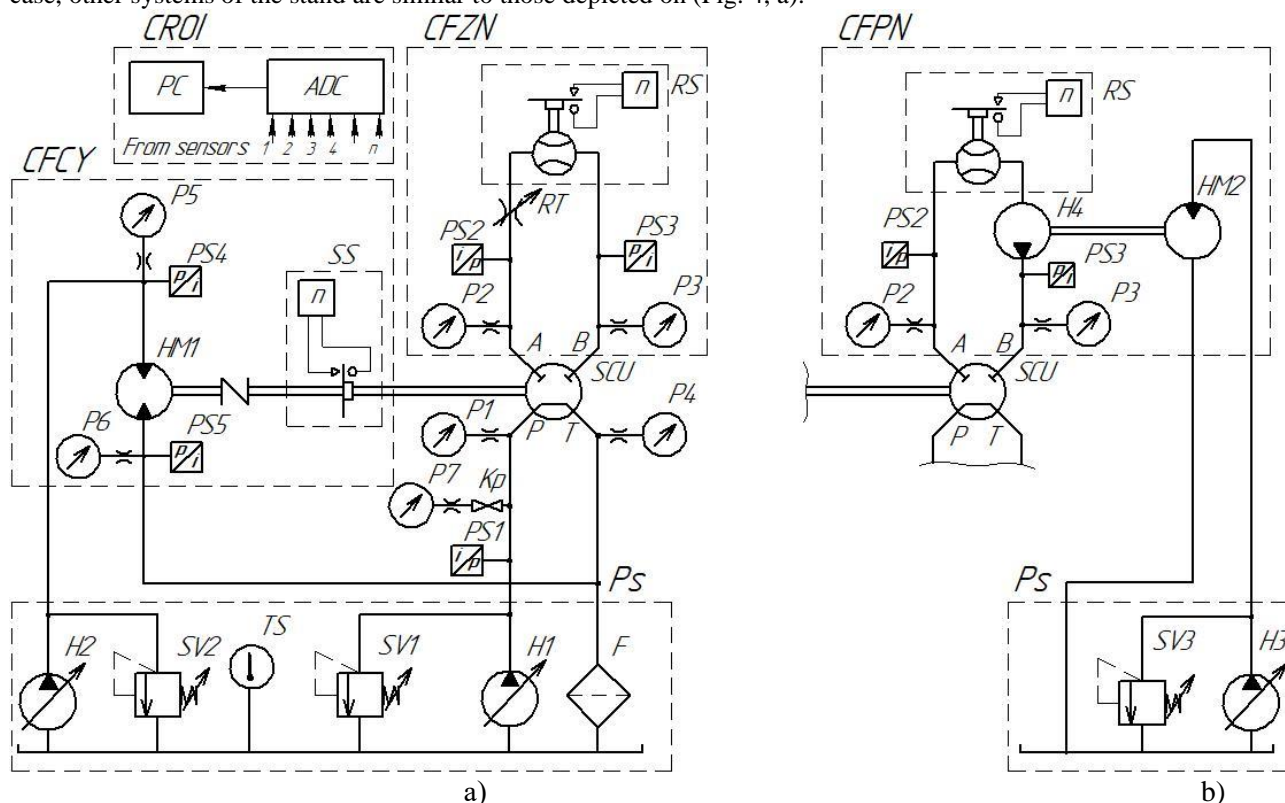 case, other systems of the stand are similar to those depicted on (Fig. 4, a).
CROI
CFZN
CFPN
PC
ADC
From sensors 1 2 3 4 n
n
RS
n
RS
CFCY
P5
RT
HM2
PS4
p/i
SS
n
PS2
i/p
PS3
p/i
PS2
i/p
H4
PS3
p/i
P2
P3
P2
P3
HM1
A
B
SCU
A
B
SCU
P6
PS5
p/i
P1
P
T
P4
P
T
P7
Kp
PS1
i/p
Ps
Ps
H2
SV2
TS
SV1
H1
F
SV3
H3
a)
b)